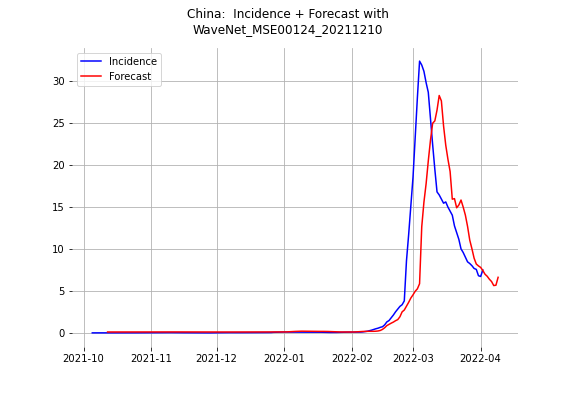 China:  Incidence + Forecast with
WaveNet_MSE00124_20211210
Incidence
Forecast
30
25
20
15
10
5
0
2021-10 2021-11 2021-12 2022-01 2022-02 2022-03 2022-04